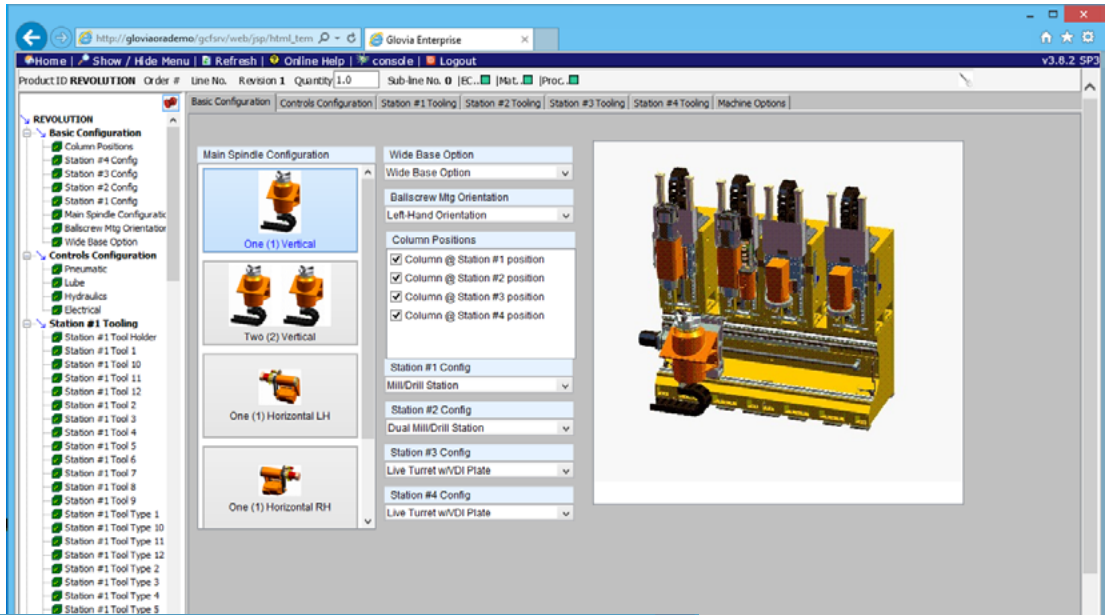 http://gloviaorademo/gcfsrv/web/jsp/html_tem
Glovia Enterprise
Home | Show / Hide Menu | Refresh | Online Help | console | Logout
v3.8.2 SP3
Product ID REVOLUTION Order # Line No. Revision 1 Quantity 1.0 Sub-line No. 0 |EC.. |Mat.. |Proc..
Basic Configuration Controls Configuration Station #1 Tooling Station #2 Tooling Station #3 Tooling Station #4 Tooling Machine Options
REVOLUTION
Basic Configuration
Column Positions
Station #4 Config
Station #3 Config
Station #2 Config
Station #1 Config
Main Spindle Configuratic
Ballscrew Mtg Orientation
Wide Base Option
Controls Configuration
Pneumatic
Lube
Hydraulics
Electrical
Station #1 Tooling
Station #1 Tool Holder
Station #1 Tool 1
Station #1 Tool 10
Station #1 Tool 11
Station #1 Tool 12
Station #1 Tool 2
Station #1 Tool 3
Station #1 Tool 4
Station #1 Tool 5
Station #1 Tool 6
Station #1 Tool 7
Station #1 Tool 8
Station #1 Tool 9
Station #1 Tool Type 1
Station #1 Tool Type 10
Station #1 Tool Type 11
Station #1 Tool Type 12
Station #1 Tool Type 2
Station #1 Tool Type 3
Station #1 Tool Type 4
Station #1 Tool Type 5
Main Spindle Configuration
One (1) Vertical
Two (2) Vertical
One (1) Horizontal LH
One (1) Horizontal RH
Wide Base Option
Wide Base Option
Ballscrew Mtg Orientation
Left-Hand Orientation
Column Positions
Column @ Station #1 position
Column @ Station #2 position
Column @ Station #3 position
Column @ Station #4 position
Station #1 Config
Mill/Drill Station
Station #2 Config
Dual Mill/Drill Station
Station #3 Config
Live Turret w/VDI Plate
Station #4 Config
Live Turret w/VDI Plate